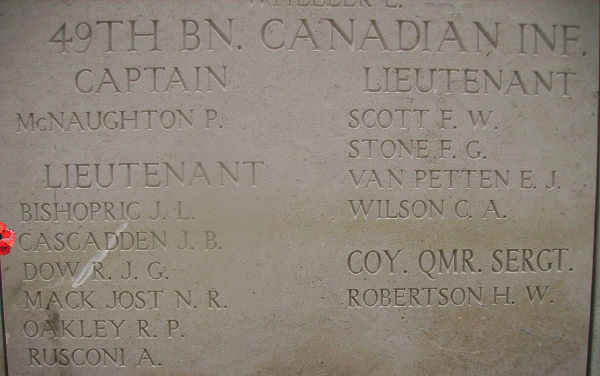 WHEELER E.
49TH BN. CANADIAN INF.
CAPTAIN
McNAUGHTON P.
LIEUTENANT
BISHOPRIC J. L.
CASCADDEN J. B.
DOW R. J. G.
MACK JOST N. R.
OAKLEY R. P.
RUSCONI A.
LIEUTENANT
SCOTT F. W.
STONE F. G.
VAN PETTEN E. J.
WILSON C. A.
COY. QMR. SERGT.
ROBERTSON H. W.